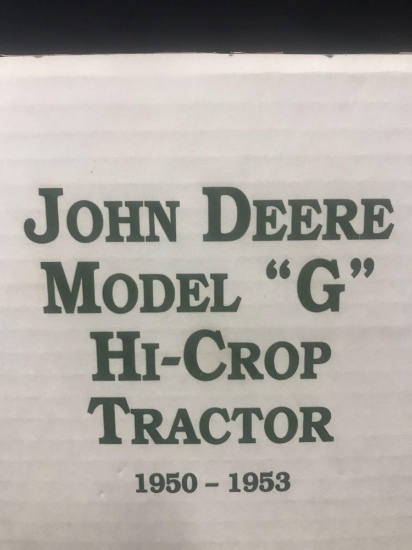 JOHN DEERE
MODEL “G”
HI-CROP
TRACTOR
1950 – 1953